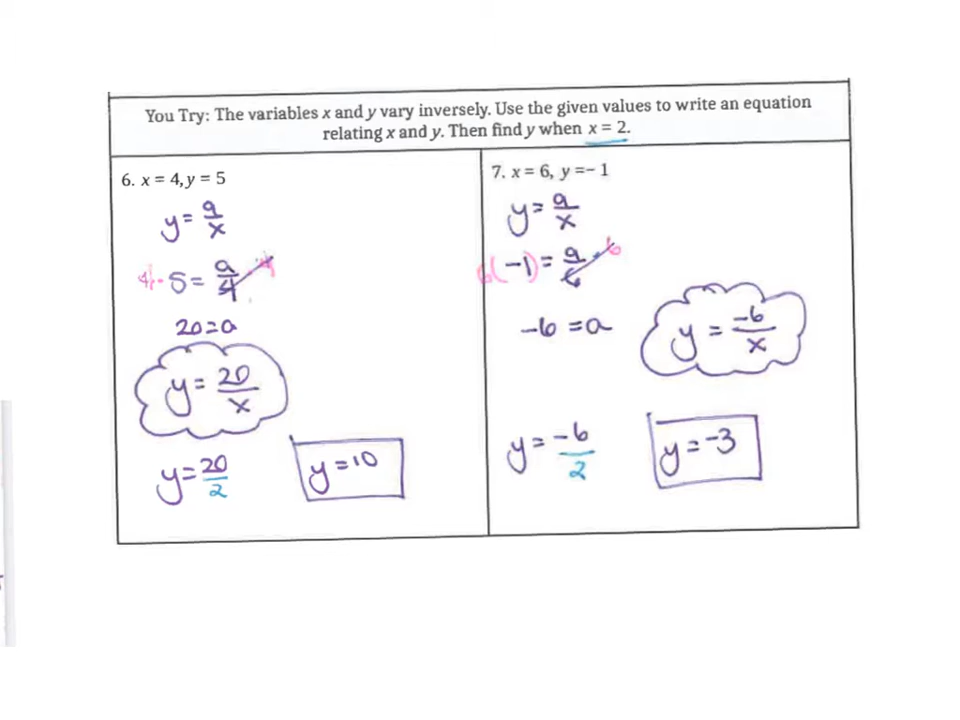 You Try: The variables x and y vary inversely. Use the given values to write an equation
relating x and y. Then find y when x = 2.
6. x = 4, y = 5
y = a/x
4 · 5 = a/4 · 4
20 = a
y = 20/x
y = 20/2
y = 10
7. x = 6, y = − 1
y = a/x
6(-1) = a/6 · 6
-6 = a
y = -6/x
y = -6/2
y = -3